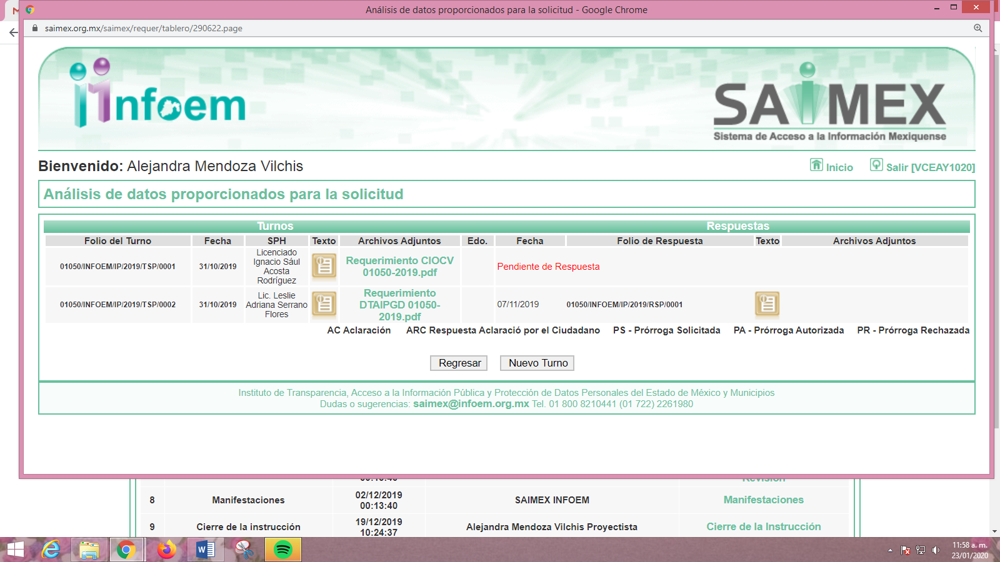 Análisis de datos proporcionados para la solicitud - Google Chrome
saimex.org.mx/saimex/requer/tablero/290622.page
infoem
SAIMEX
Sistema de Acceso a la Información Mexiquense
Bienvenido: Alejandra Mendoza Vilchis
Inicio
Salir [VCEAY1020]
Análisis de datos proporcionados para la solicitud
Turnos
Respuestas
Folio del Turno
Fecha
SPH
Texto
Archivos Adjuntos
Edo.
Fecha
Folio de Respuesta
Texto
Archivos Adjuntos
01050/INFOEM/IP/2019/TSP/0001
31/10/2019
Licenciado
Ignacio Sául
Acosta
Rodríguez
Requerimiento CIOCV
01050-2019.pdf
Pendiente de Respuesta
01050/INFOEM/IP/2019/TSP/0002
31/10/2019
Lic. Leslie
Adriana Serrano
Flores
Requerimiento
DTAIPGD 01050-
2019.pdf
07/11/2019
01050/INFOEM/IP/2019/RSP/0001
AC Aclaración
ARC Respuesta Aclaració por el Ciudadano
PS - Prórroga Solicitada
PA - Prórroga Autorizada
PR - Prórroga Rechazada
Regresar
Nuevo Turno
Instituto de Transparencia, Acceso a la Información Pública y Protección de Datos Personales del Estado de México y Municipios
Dudas o sugerencias: saimex@infoem.org.mx Tel. 01 800 8210441 (01 722) 2261980
8
Manifestaciones
02/12/2019
00:13:40
SAIMEX INFOEM
Manifestaciones
9
Cierre de la instrucción
19/12/2019
10:24:37
Alejandra Mendoza Vilchis Proyectista
Cierre de la Instrucción
11:58 a. m.
23/01/2020